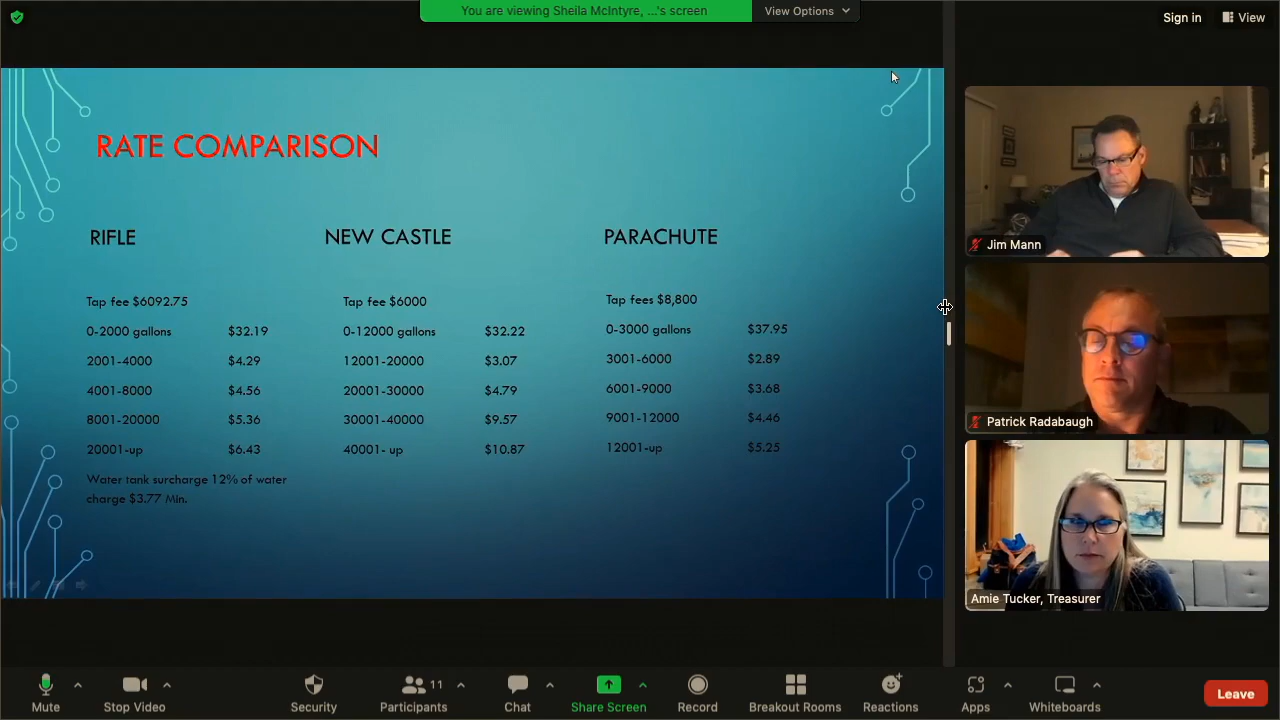 You are viewing Sheila McIntyre, ...'s screen
View Options
Sign in
View
RATE COMPARISON
RIFLE
NEW CASTLE
PARACHUTE
Tap fee $6092.75
0-2000 gallons $32.19
2001-4000 $4.29
4001-8000 $4.56
8001-20000 $5.36
20001-up $6.43
Water tank surcharge 12% of water
charge $3.77 Min.
Tap fee $6000
0-12000 gallons $32.22
12001-20000 $3.07
20001-30000 $4.79
30001-40000 $9.57
40001- up $10.87
Tap fees $8,800
0-3000 gallons $37.95
3001-6000 $2.89
6001-9000 $3.68
9001-12000 $4.46
12001-up $5.25
Jim Mann
Patrick Radabaugh
Amie Tucker, Treasurer
Mute
Stop Video
Security
11
Participants
Chat
Share Screen
Record
Breakout Rooms
Reactions
Apps
Whiteboards
Leave